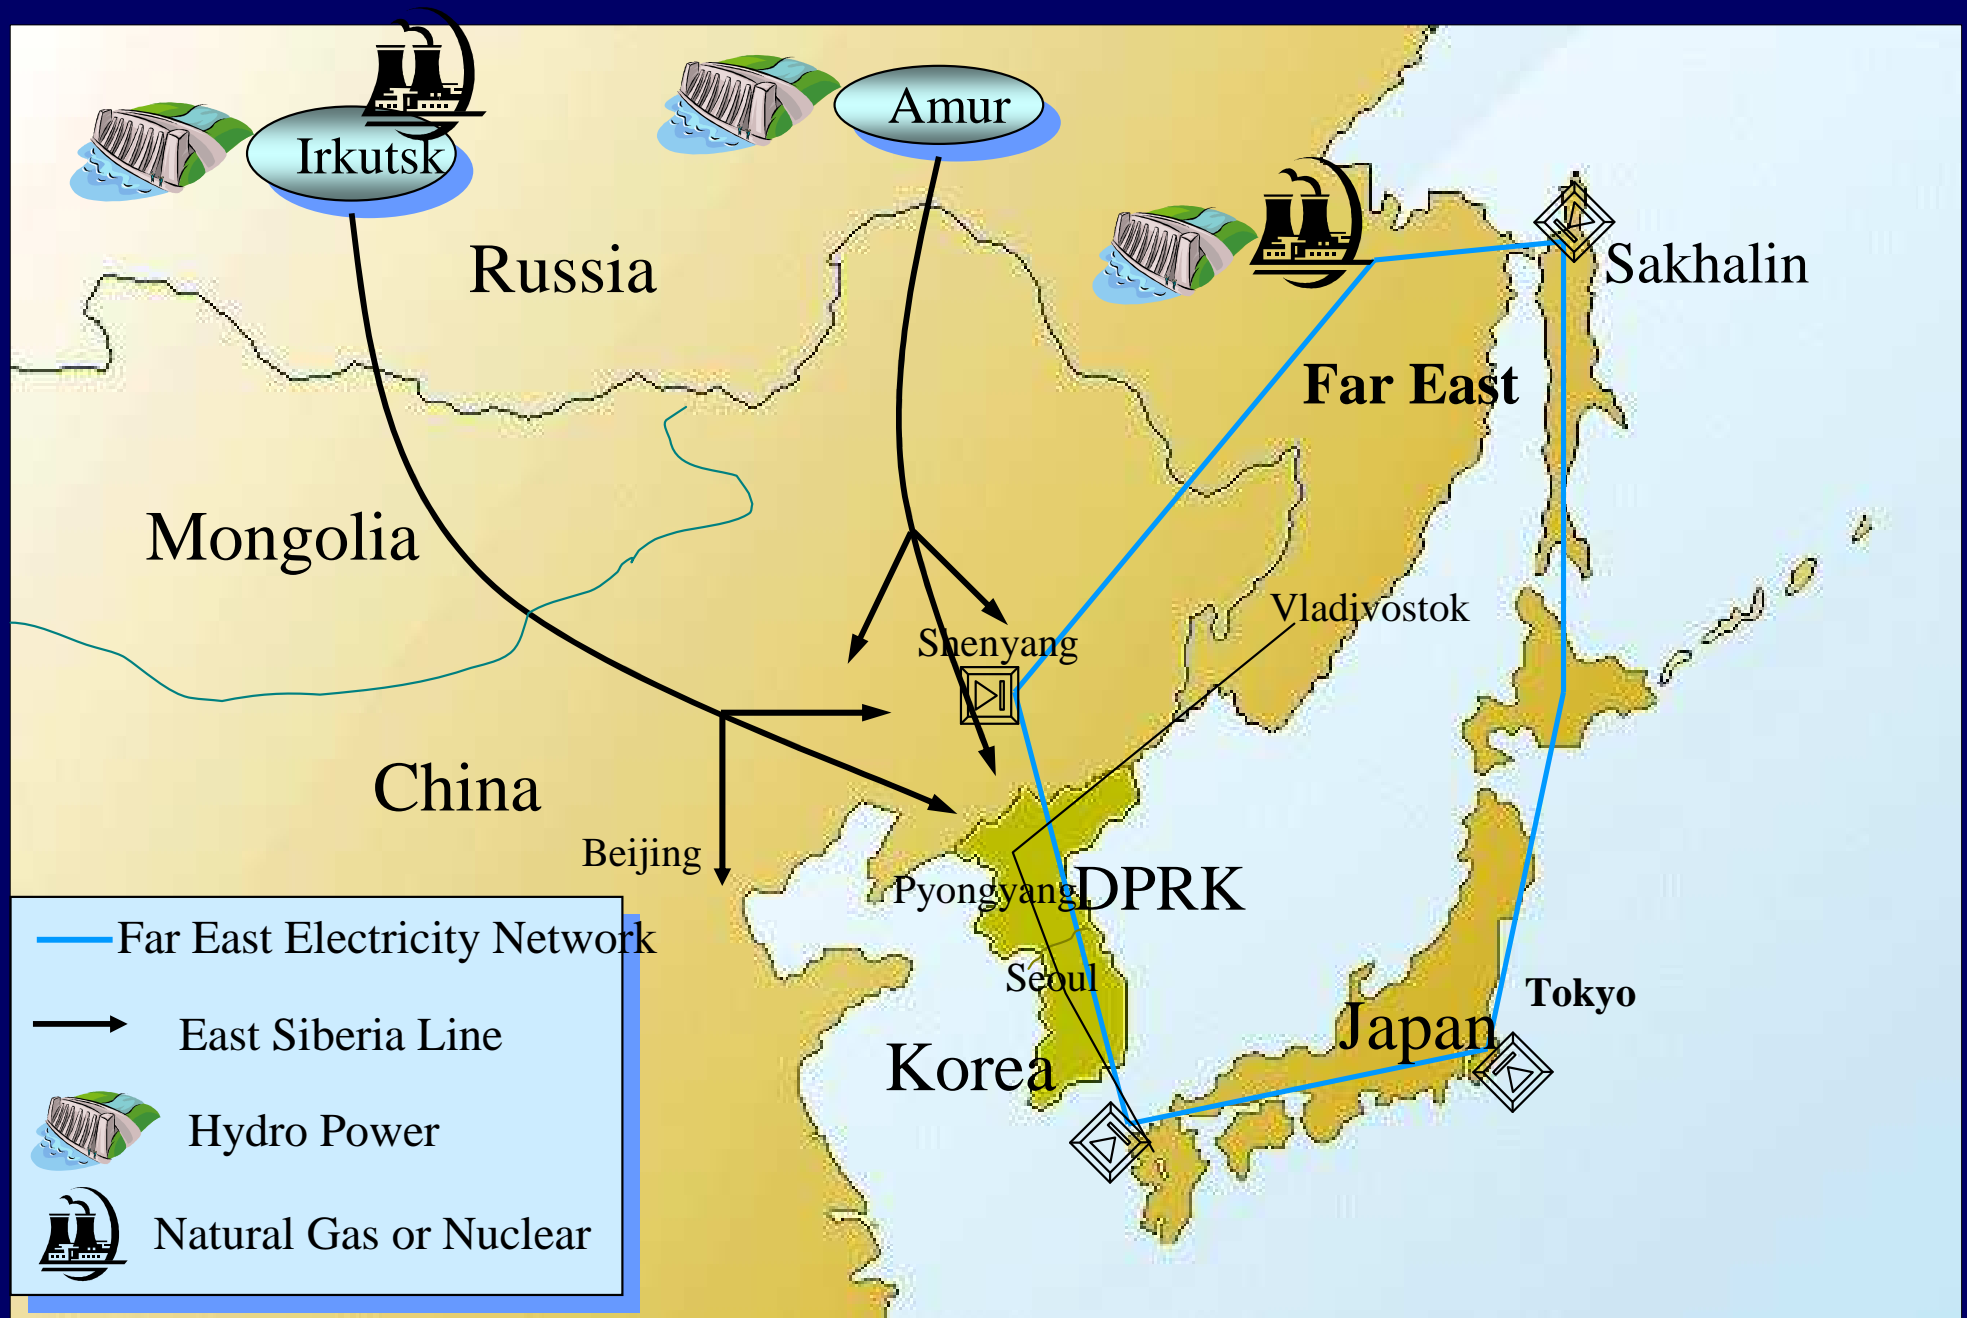 Amur
Irkutsk
Russia
Sakhalin
Far East
Mongolia
Vladivostok
Shenyang
China
Beijing
Pyongyang
DPRK
Far East Electricity Network
Seoul
Tokyo
Japan
East Siberia Line
Korea
Hydro Power
Natural Gas or Nuclear